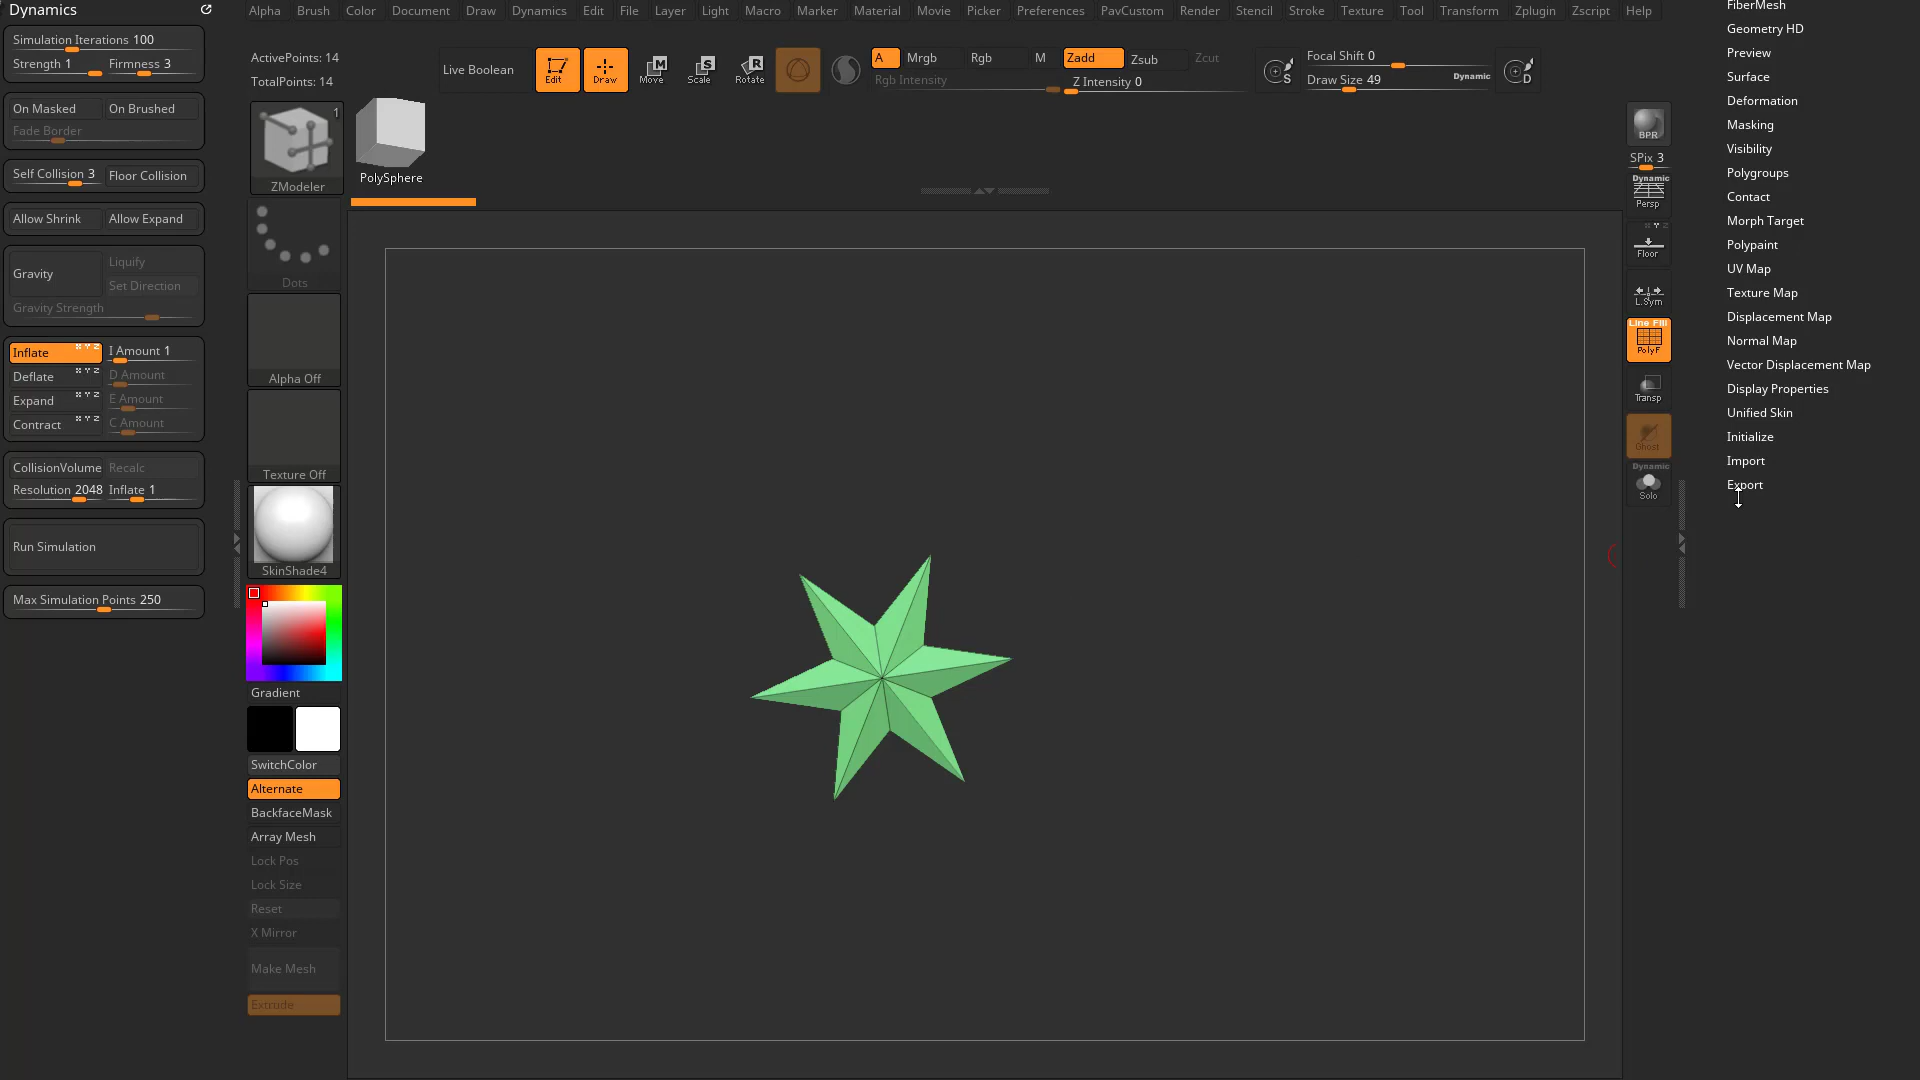 Dynamics
Simulation Iterations 100
Strength 1 Firmness 3
On Masked On Brushed
Fade Border
Self Collision 3 Floor Collision
Allow Shrink Allow Expand
Gravity Liquify
Set Direction
Gravity Strength
Inflate X Y Z I Amount 1
Deflate X Y Z D Amount
Expand X Y Z E Amount
Contract X Y Z C Amount
CollisionVolume Recalc
Resolution 2048 Inflate 1
Run Simulation
Max Simulation Points 250
Alpha Brush Color Document Draw Dynamics Edit File Layer Light Macro Marker Material Movie Picker Preferences PavCustom Render Stencil Stroke Texture Tool Transform Zplugin Zscript Help
ActivePoints: 14
TotalPoints: 14
Live Boolean
Edit
Draw
M
Move
S
Scale
R
Rotate
A Mrgb Rgb M Zadd Zsub Zcut
Rgb Intensity Z Intensity 0
S
Focal Shift 0
Draw Size 49 Dynamic
D
1
ZModeler
PolySphere
Dots
Alpha Off
Texture Off
SkinShade4
Gradient
SwitchColor
Alternate
BackfaceMask
Array Mesh
Lock Pos
Lock Size
Reset
X Mirror
Make Mesh
Extrude
BPR
SPix 3
Dynamic
Persp
Floor
L.Sym
Line Fill
PolyF
Transp
Ghost
Dynamic
Solo
FiberMesh
Geometry HD
Preview
Surface
Deformation
Masking
Visibility
Polygroups
Contact
Morph Target
Polypaint
UV Map
Texture Map
Displacement Map
Normal Map
Vector Displacement Map
Display Properties
Unified Skin
Initialize
Import
Export